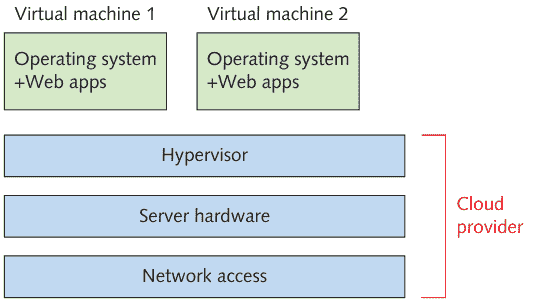 Virtual machine 1
Virtual machine 2
Operating system
+Web apps
Operating system
+Web apps
Hypervisor
Server hardware
Network access
Cloud
provider